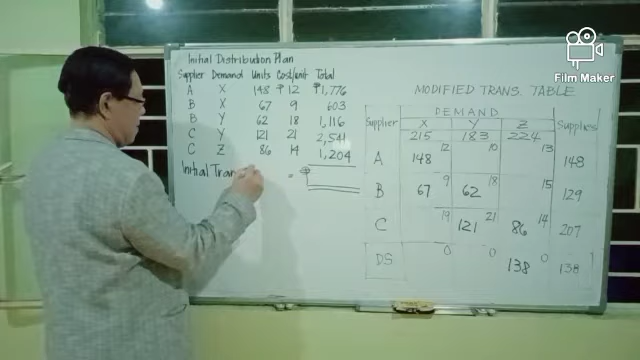 Film Maker
Initial Distribution Plan
Supplier Demand Units Cost/unit Total
A X 148 ₱12 ₱1,776
B X 67 9 603
B Y 62 18 1,116
C Y 121 21 2,541
C Z 86 14 1,204
Initial Tran = ₱
MODIFIED TRANS. TABLE
DEMAND
Supplier X Y Z Supplies
215 183 224
A 148 12 10 13 148
B 67 9 62 18 15 129
C 19 121 21 86 14 207
DS 0 0 138 0 138